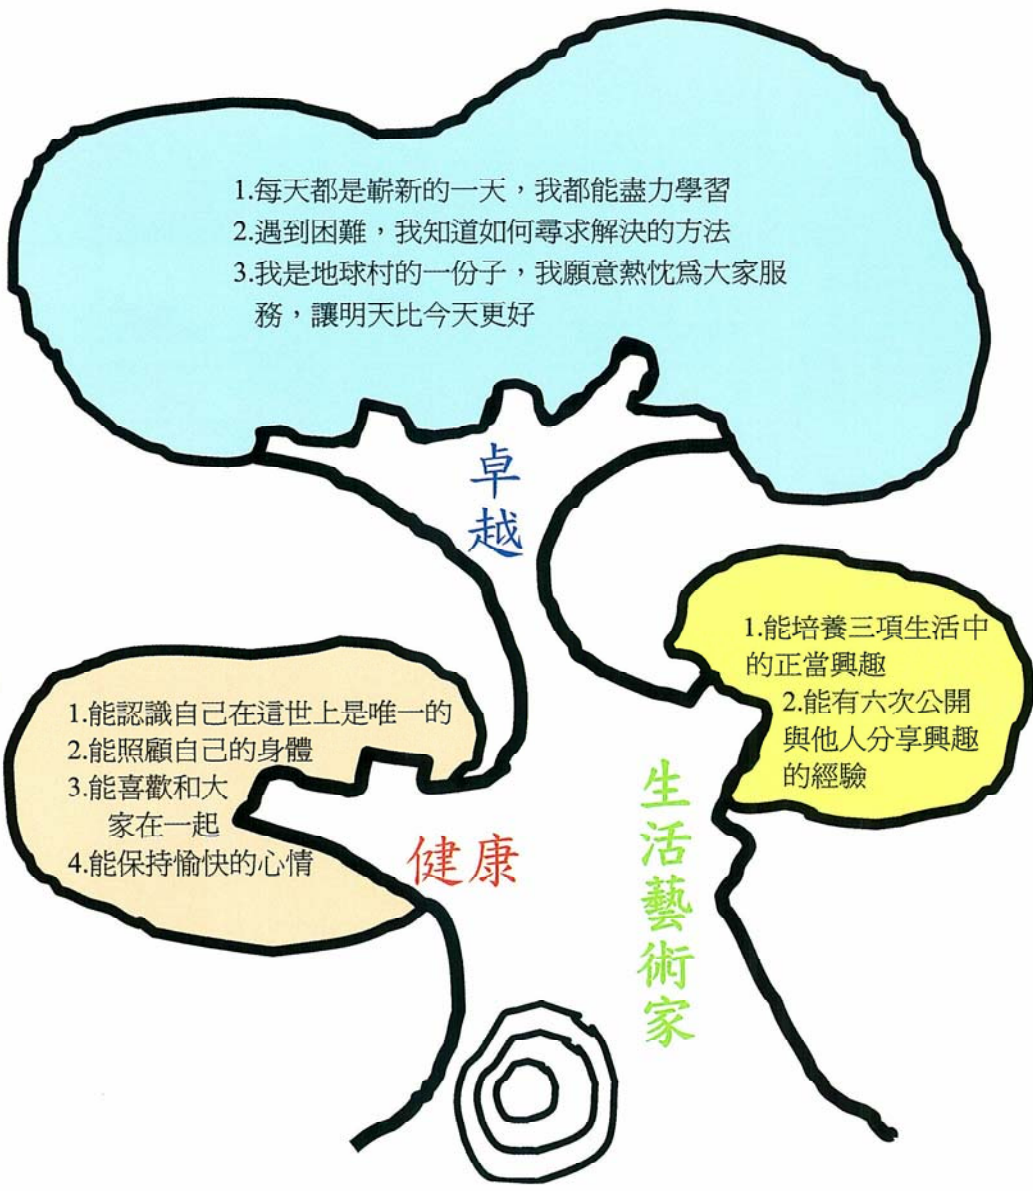 1.每天都是嶄新的一天，我都能盡力學習
2.遇到困難，我知道如何尋求解決的方法
3.我是地球村的一份子，我願意熱忱為大家服
務，讓明天比今天更好
卓越
1.能培養三項生活中
的正當興趣
2.能有六次公開
與他人分享興趣
的經驗
生活藝術家
1.能認識自己在這世上是唯一的
2.能照顧自己的身體
3.能喜歡和大
家在一起
4.能保持愉快的心情
健康